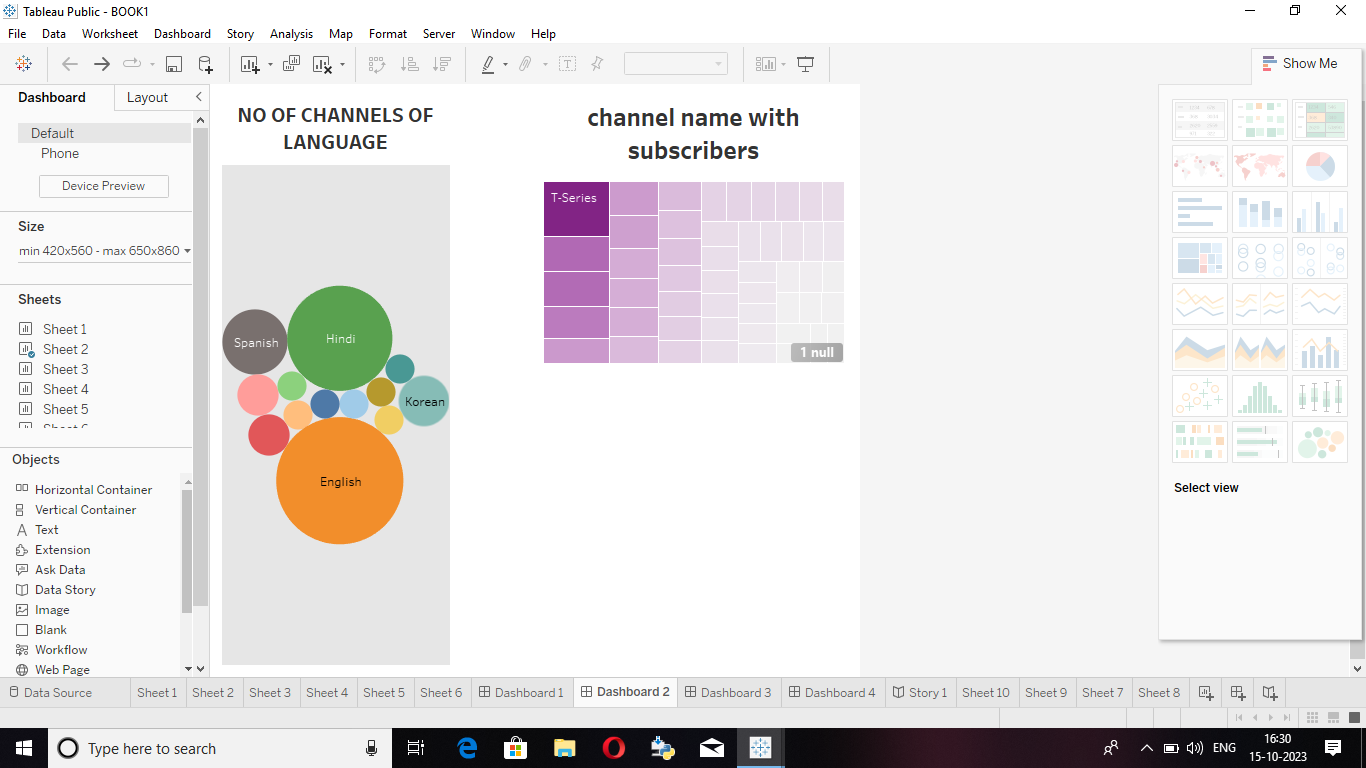 Tableau Public - BOOK1
File Data Worksheet Dashboard Story Analysis Map Format Server Window Help
Show Me
Dashboard Layout
Default
Phone
Device Preview
Size
min 420x560 - max 650x860
Sheets
Sheet 1
Sheet 2
Sheet 3
Sheet 4
Sheet 5
Objects
Horizontal Container
Vertical Container
Text
Extension
Ask Data
Data Story
Image
Blank
Workflow
Web Page
NO OF CHANNELS OF
LANGUAGE
Spanish
Hindi
Korean
English
channel name with
subscribers
T-Series
1 null
Select view
Data Source Sheet 1 Sheet 2 Sheet 3 Sheet 4 Sheet 5 Sheet 6 Dashboard 1 Dashboard 2 Dashboard 3 Dashboard 4 Story 1 Sheet 10 Sheet 9 Sheet 7 Sheet 8
Type here to search
ENG
16:30
15-10-2023